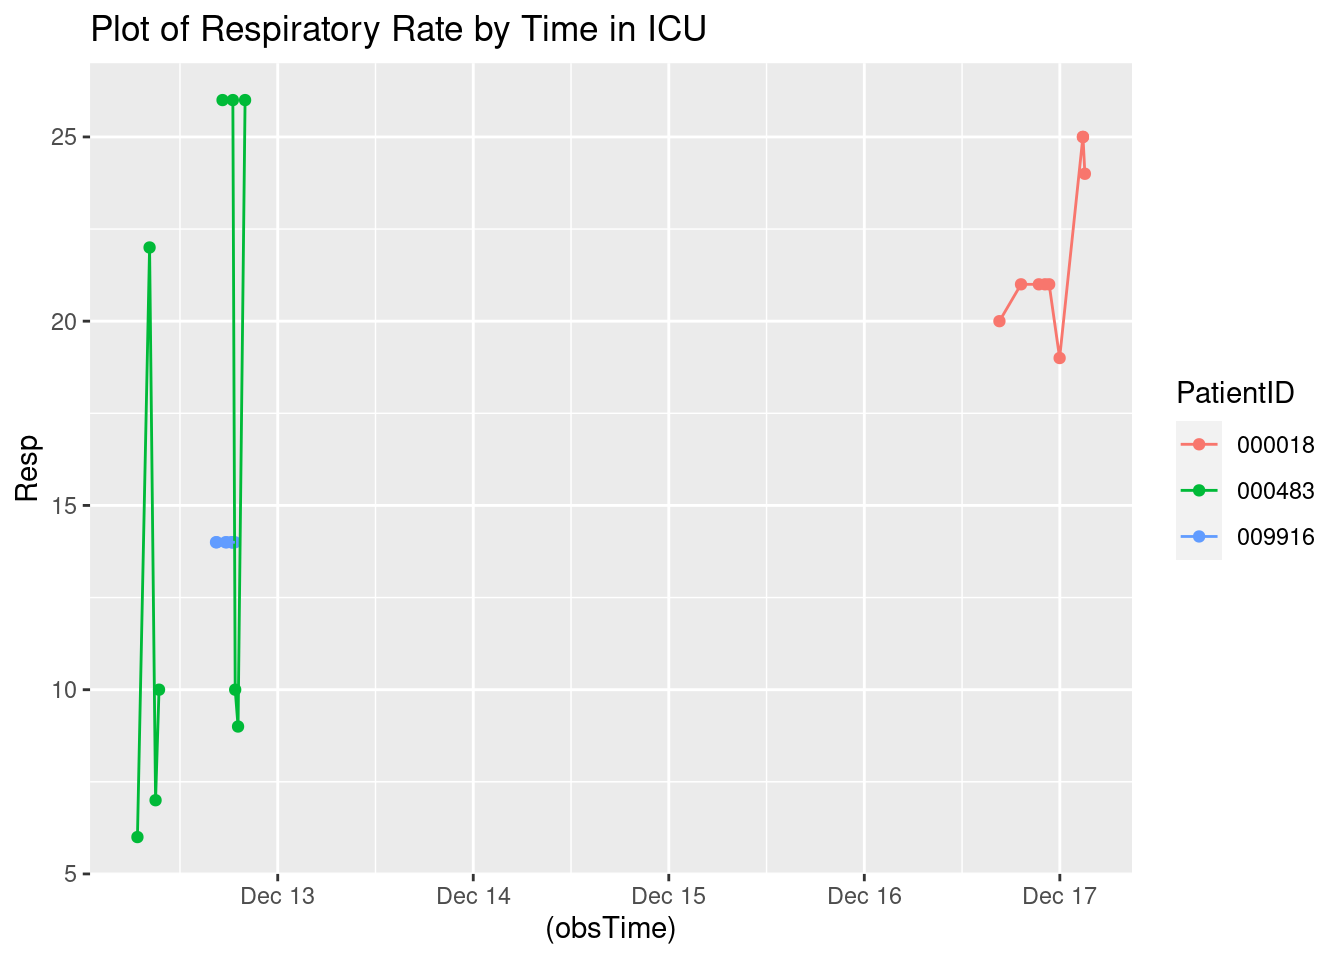 Plot of Respiratory Rate by Time in ICU
25
20
15
10
5
Resp
Dec 13 Dec 14 Dec 15 Dec 16 Dec 17
(obsTime)
PatientID
000018
000483
009916